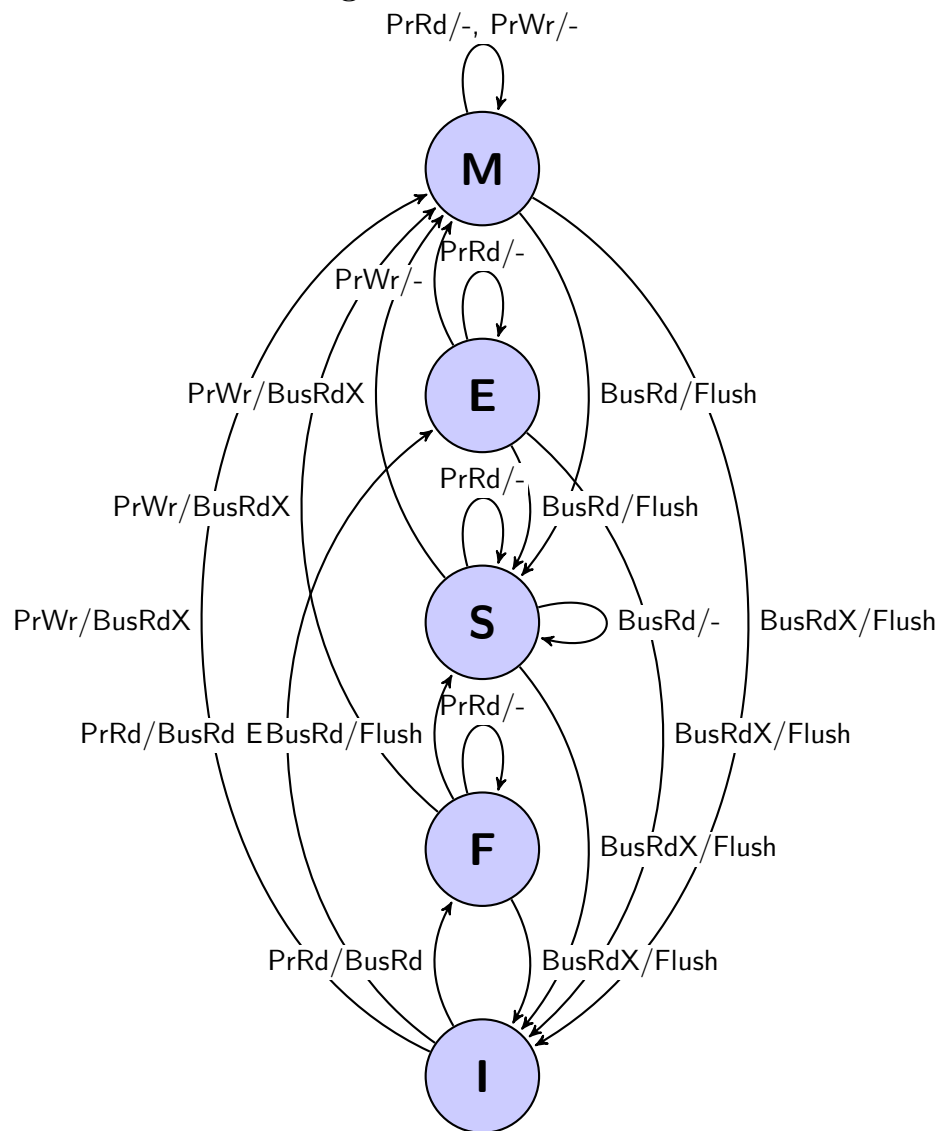 PrRd/-, PrWr/-
M
PrRd/-
PrWr/-
E
PrWr/BusRdX
BusRd/Flush
PrRd/-
PrWr/BusRdX
BusRd/Flush
S
PrWr/BusRdX
BusRd/-
BusRdX/Flush
PrRd/-
PrRd/BusRd E
BusRd/Flush
BusRdX/Flush
F
BusRdX/Flush
PrRd/BusRd
BusRdX/Flush
I